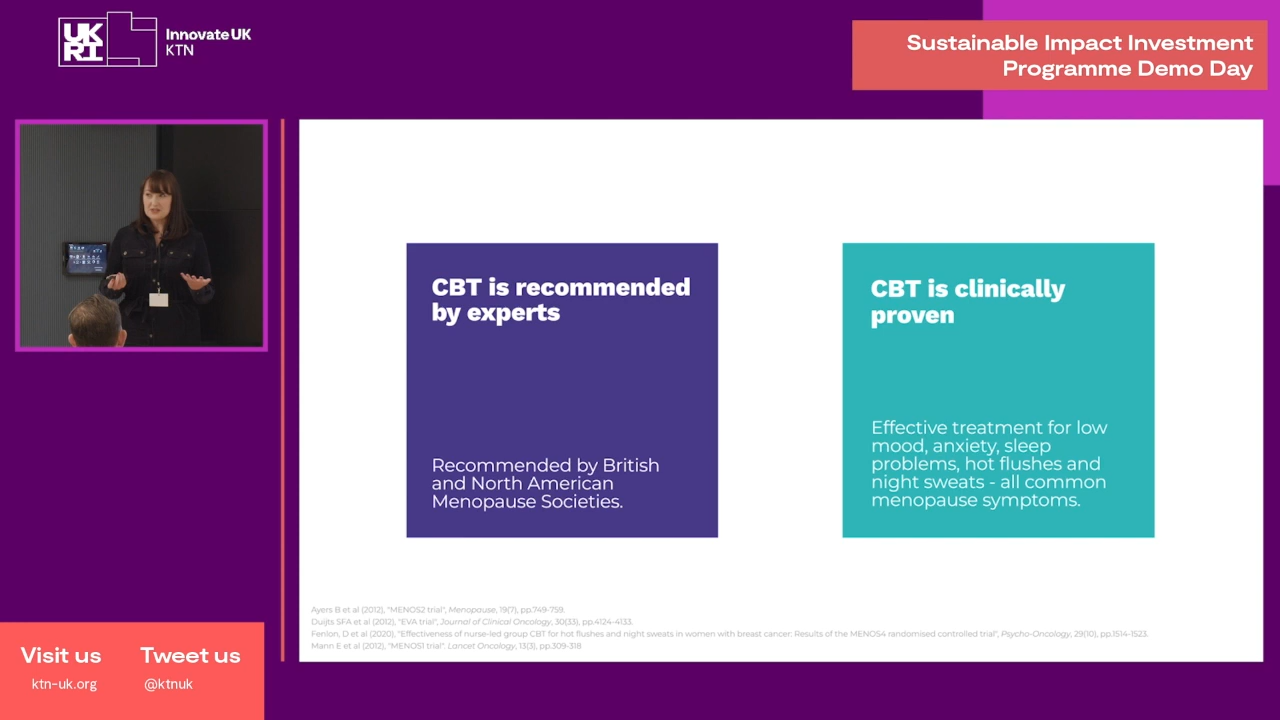 UK
RI
Innovate UK
KTN
Sustainable Impact Investment
Programme Demo Day
CBT is recommended
by experts
Recommended by British
and North American
Menopause Societies.
CBT is clinically
proven
Effective treatment for low
mood, anxiety, sleep
problems, hot flushes and
night sweats - all common
menopause symptoms.
Ayers B et al (2012), "MENOS2 trial", Menopause, 19(7), pp.749-759.
Duijts SFA et al (2012), "EVA trial", Journal of Clinical Oncology, 30(33), pp.4124-4133.
Fenlon, D et al (2020), "Effectiveness of nurse-led group CBT for hot flushes and night sweats in women with breast cancer: Results of the MENOS4 randomised controlled trial", Psycho-Oncology, 29(10), pp.1514-1523.
Mann E et al (2012), "MENOS1 trial". Lancet Oncology, 13(3), pp.309-318
Visit us
Tweet us
ktn-uk.org
@ktnuk